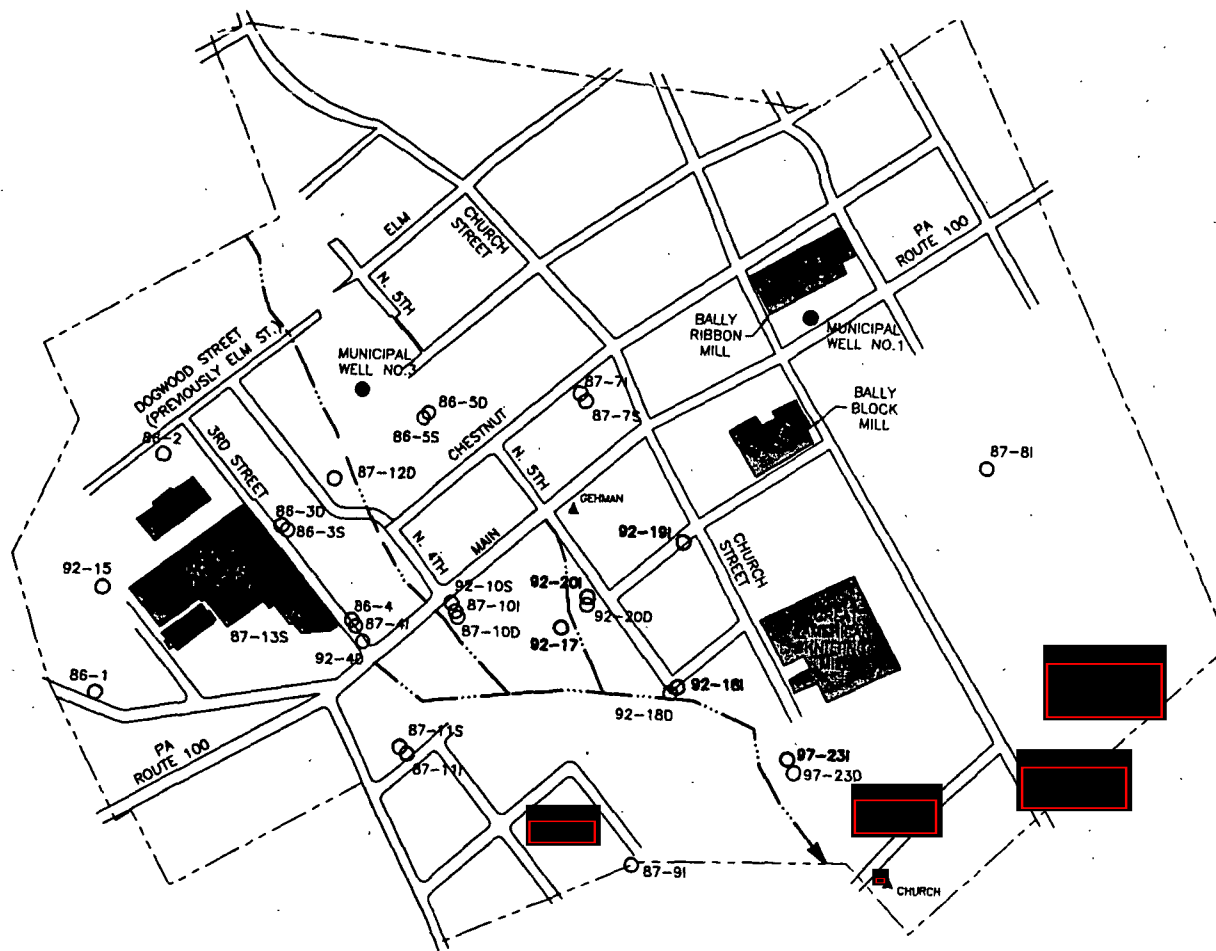 ELM
CHURCH
STREET
N. 5TH
PA
ROUTE 100
BALLY
RIBBON
MILL
MUNICIPAL
WELL NO.1
DOGWOOD STREET
(PREVIOUSLY ELM ST.)
MUNICIPAL
WELL NO.3
87-7I
87-7S
86-5D
86-5S
CHESTNUT
BALLY
BLOCK
MILL
86-2
3RD STREET
87-12D
N. 5TH
87-8I
GEHMAN
86-3D
86-3S
N. 4TH
MAIN
92-19I
CHURCH
STREET
92-15
92-10S
87-10I
87-10D
92-20I
92-20D
86-4
87-4I
92-4D
87-13S
92-17
AMERICAN
KNITTING
86-1
92-18I
92-18D
PA
ROUTE 100
87-11S
87-11I
97-23I
97-23D
87-9I
CHURCH